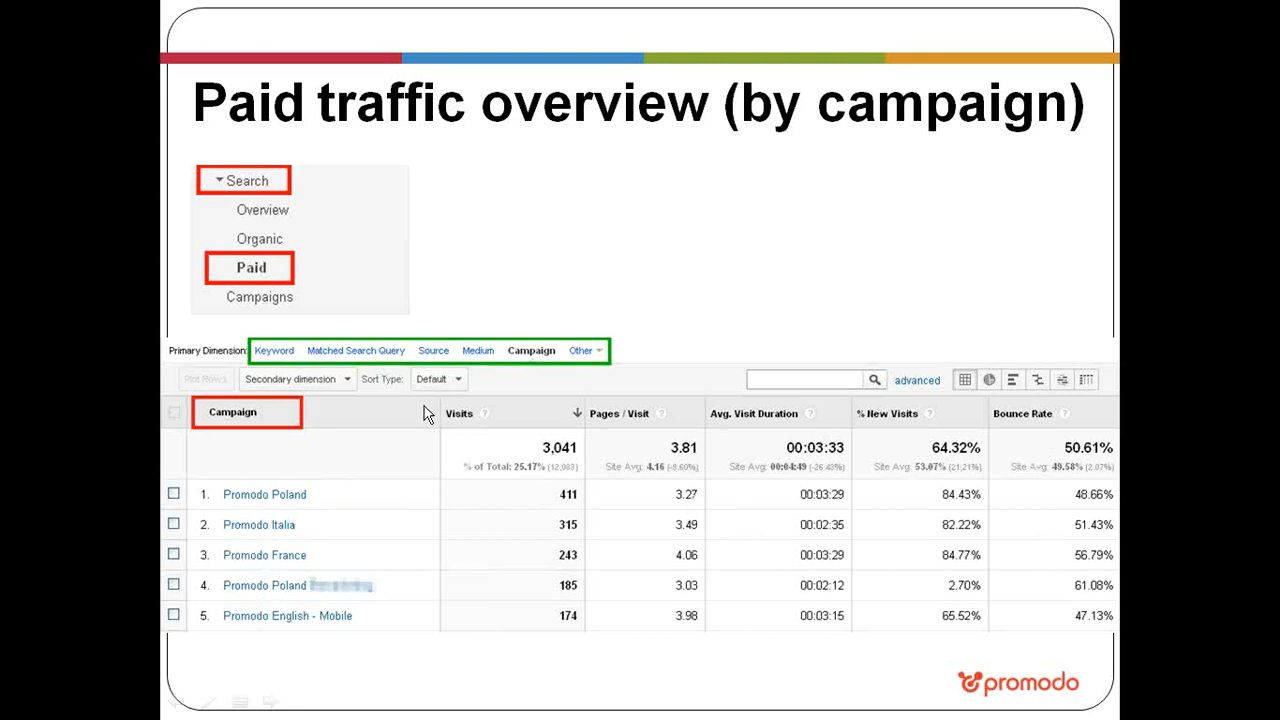 Paid traffic overview (by campaign)
Search
Overview
Organic
Paid
Campaigns
Primary Dimension: Keyword Matched Search Query Source Medium Campaign Other
Plot Rows Secondary dimension Sort Type: Default advanced
Campaign Visits ? Pages / Visit ? Avg. Visit Duration ? % New Visits ? Bounce Rate ?
3,041 3.81 00:03:33 64.32% 50.61%
% of Total: 25.17% (12,083) Site Avg: 4.16 (-8.60%) Site Avg: 00:04:49 (-26.43%) Site Avg: 53.07% (21.21%) Site Avg: 49.58% (2.07%)
1. Promodo Poland 411 3.27 00:03:29 84.43% 48.66%
2. Promodo Italia 315 3.49 00:02:35 82.22% 51.43%
3. Promodo France 243 4.06 00:03:29 84.77% 56.79%
4. Promodo Poland 185 3.03 00:02:12 2.70% 61.08%
5. Promodo English - Mobile 174 3.98 00:03:15 65.52% 47.13%
promodo